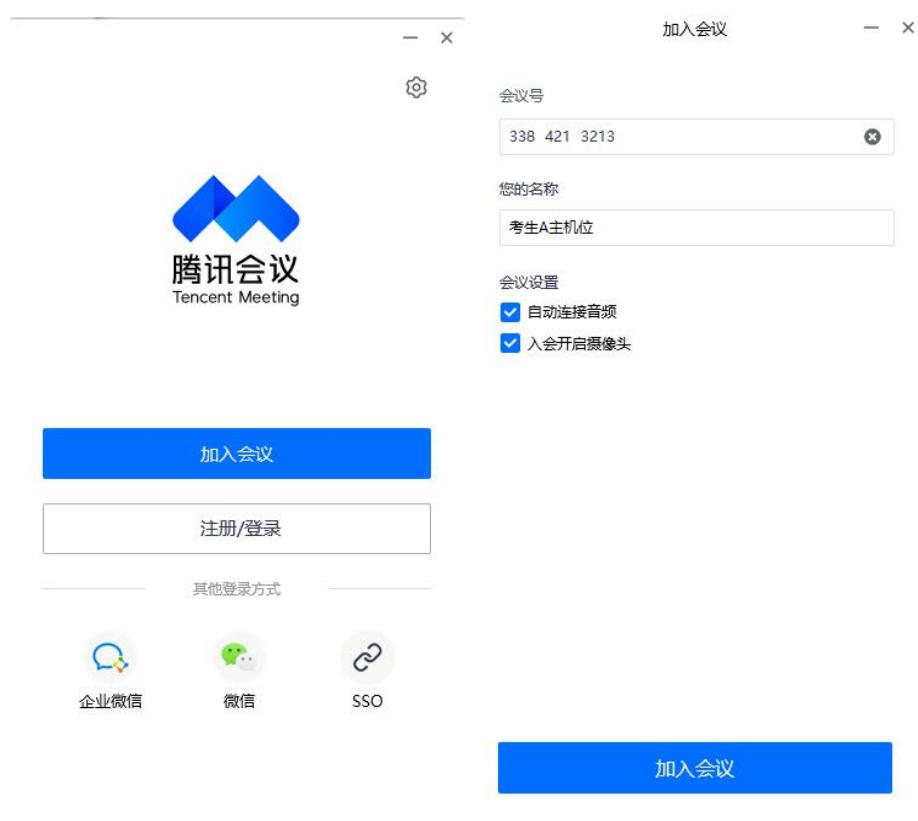 腾讯会议
Tencent Meeting
加入会议
注册/登录
其他登录方式
企业微信
微信
SSO
加入会议
会议号
338 421 3213
您的名称
考生A主机位
会议设置
自动连接音频
入会开启摄像头
加入会议